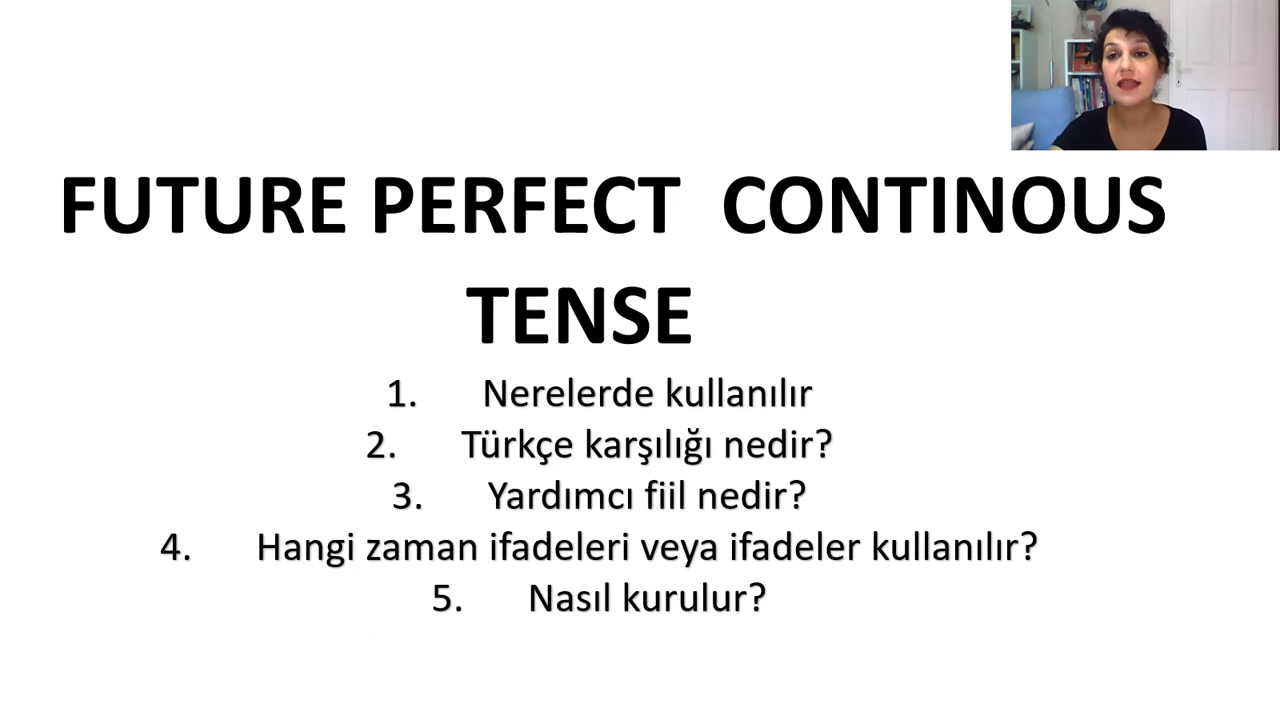 FUTURE PERFECT CONTINOUS
TENSE
1. Nerelerde kullanılır
2. Türkçe karşılığı nedir?
3. Yardımcı fiil nedir?
4. Hangi zaman ifadeleri veya ifadeler kullanılır?
5. Nasıl kurulur?